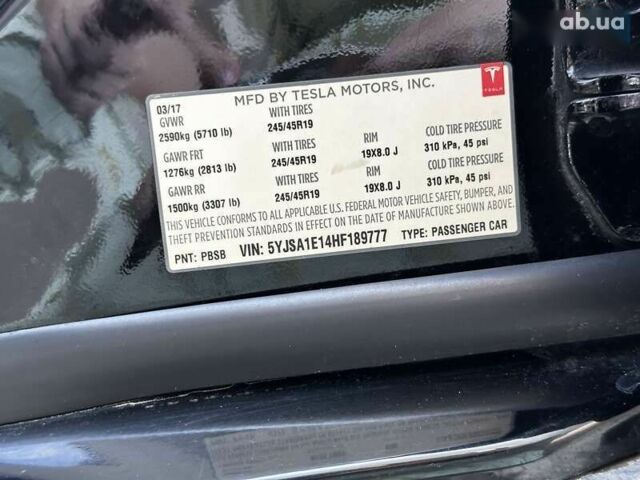 ab.ua
MFD BY TESLA MOTORS, INC.
TESLA
03/17
GVWR WITH TIRES
2590kg (5710 lb) 245/45R19
GAWR FRT WITH TIRES RIM COLD TIRE PRESSURE
1276kg (2813 lb) 245/45R19 19X8.0 J 310 kPa, 45 psi
GAWR RR WITH TIRES RIM COLD TIRE PRESSURE
1500kg (3307 lb) 245/45R19 19X8.0 J 310 kPa, 45 psi
THIS VEHICLE CONFORMS TO ALL APPLICABLE U.S. FEDERAL MOTOR VEHICLE SAFETY, BUMPER, AND
THEFT PREVENTION STANDARDS IN EFFECT ON THE DATE OF MANUFACTURE SHOWN ABOVE.
PNT: PBSB VIN: 5YJSA1E14HF189777 TYPE: PASSENGER CAR